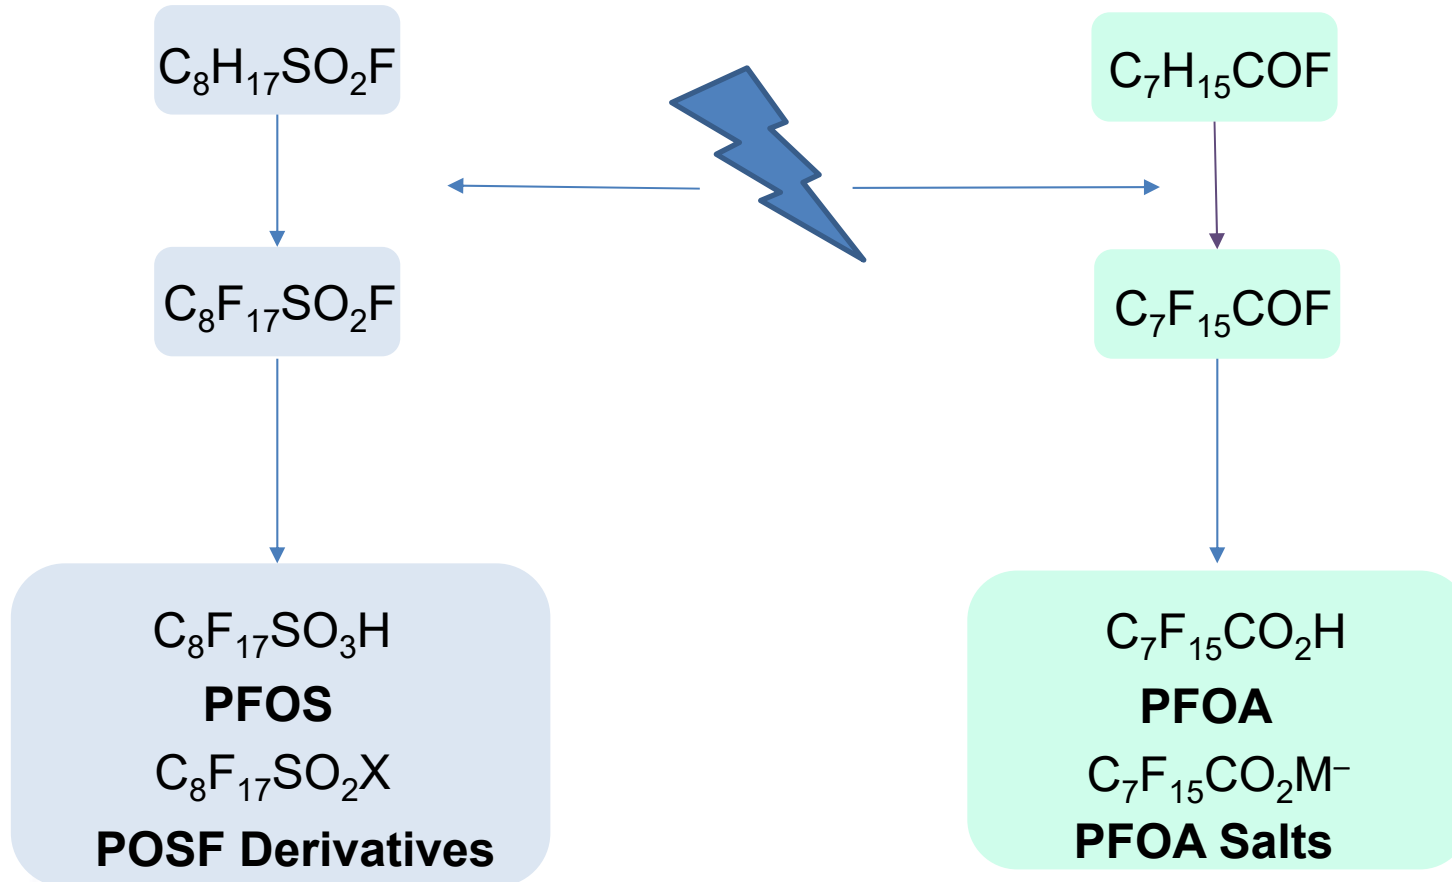 C₈H₁₇SO₂F
C₇H₁₅COF
C₈F₁₇SO₂F
C₇F₁₅COF
C₈F₁₇SO₃H
PFOS
C₈F₁₇SO₂X
POSF Derivatives
C₇F₁₅CO₂H
PFOA
C₇F₁₅CO₂M⁻
PFOA Salts